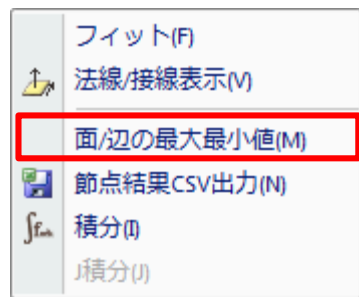 フィット(F)
法線/接線表示(V)
面/辺の最大最小値(M)
節点結果CSV出力(N)
積分(I)
J積分(J)